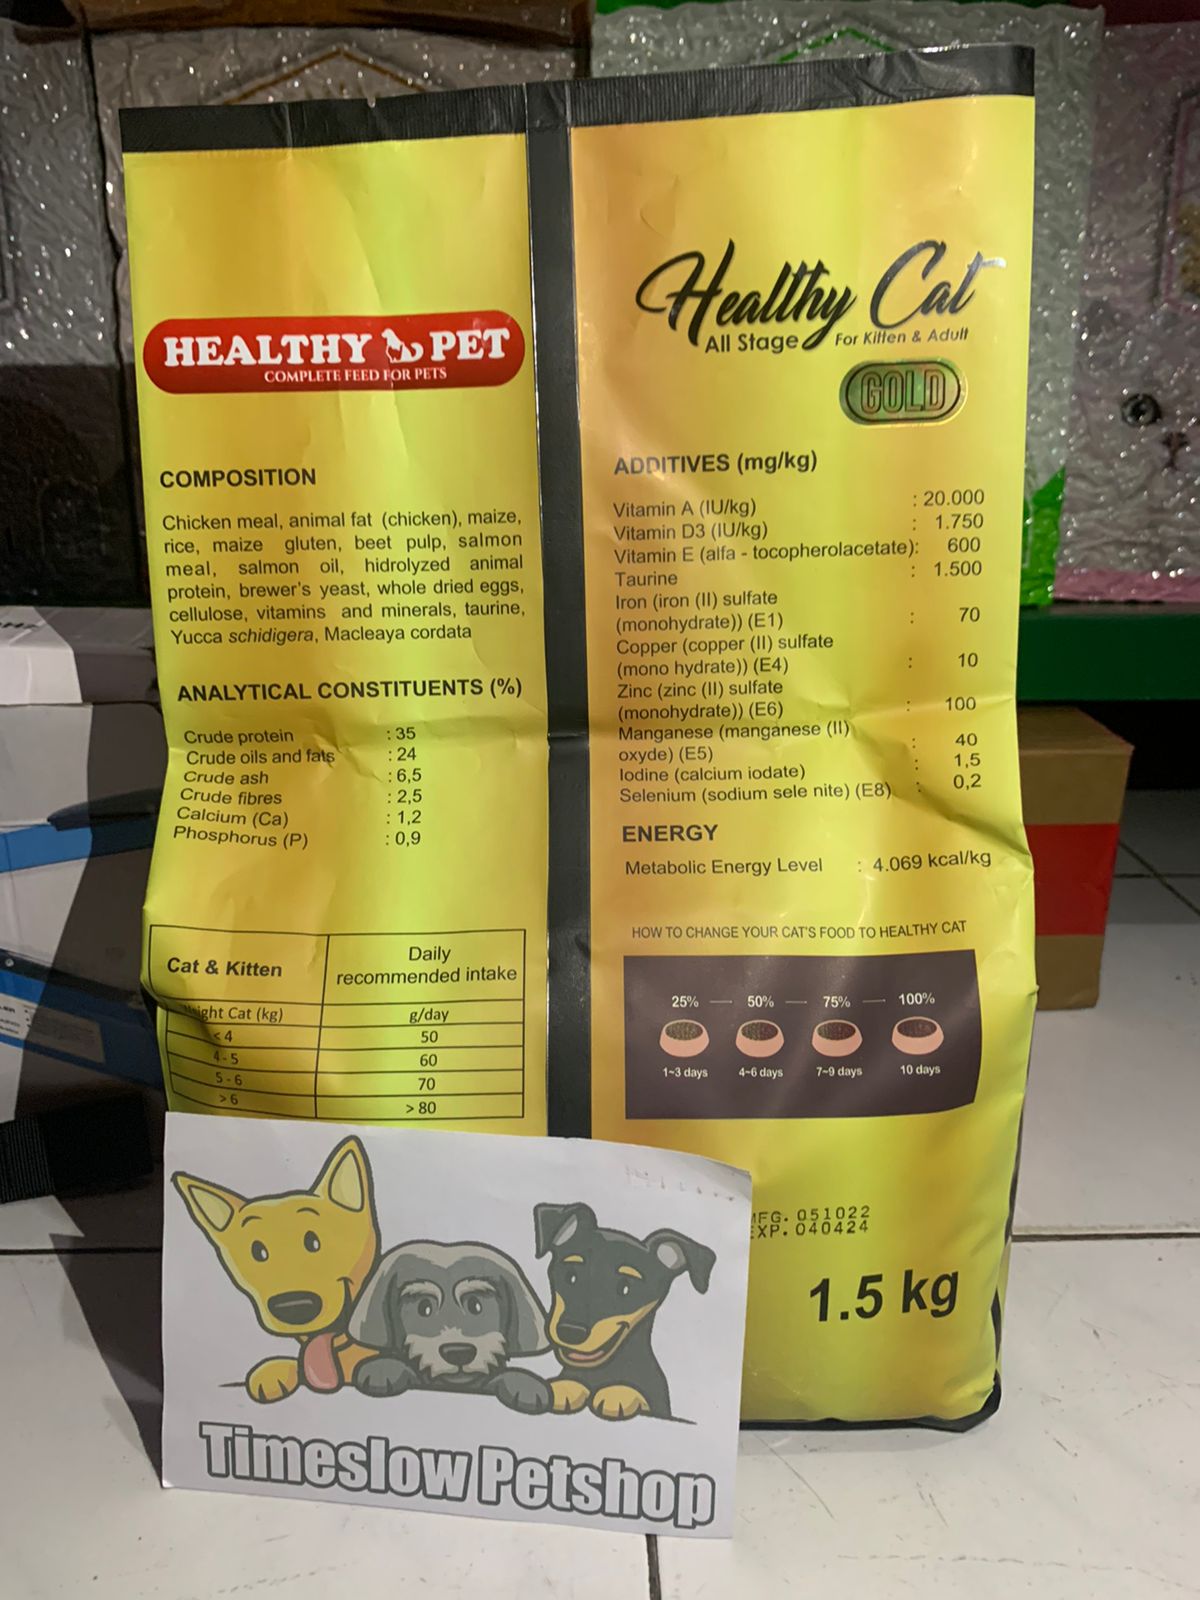 HEALTHY PET
COMPLETE FEED FOR PETS
COMPOSITION
Chicken meal, animal fat (chicken), maize,
rice, maize gluten, beet pulp, salmon
meal, salmon oil, hidrolyzed animal
protein, brewer's yeast, whole dried eggs,
cellulose, vitamins and minerals, taurine,
Yucca schidigera, Macleaya cordata
ANALYTICAL CONSTITUENTS (%)
Crude protein : 35
Crude oils and fats : 24
Crude ash : 6,5
Crude fibres : 2,5
Calcium (Ca) : 1,2
Phosphorus (P) : 0,9
Cat & Kitten
Daily
recommended intake
Cat (kg) g/day
< 4 50
4 - 5 60
5 - 6 70
> 6 > 80
Healthy Cat
All Stage For Kitten & Adult
GOLD
ADDITIVES (mg/kg)
Vitamin A (IU/kg) : 20.000
Vitamin D3 (IU/kg) : 1.750
Vitamin E (alfa - tocopherolacetate): 600
Taurine : 1.500
Iron (iron (II) sulfate
(monohydrate)) (E1) : 70
Copper (copper (II) sulfate
(mono hydrate)) (E4) : 10
Zinc (zinc (II) sulfate
(monohydrate)) (E6) : 100
Manganese (manganese (II)
oxyde) (E5) : 40
Iodine (calcium iodate) : 1,5
Selenium (sodium sele nite) (E8) : 0,2
ENERGY
Metabolic Energy Level : 4.069 kcal/kg
HOW TO CHANGE YOUR CAT'S FOOD TO HEALTHY CAT
25% — 50% — 75% — 100%
1~3 days 4~6 days 7~9 days 10 days
MFG. 051022
EXP. 040424
1.5 kg
Timeslow Petshop